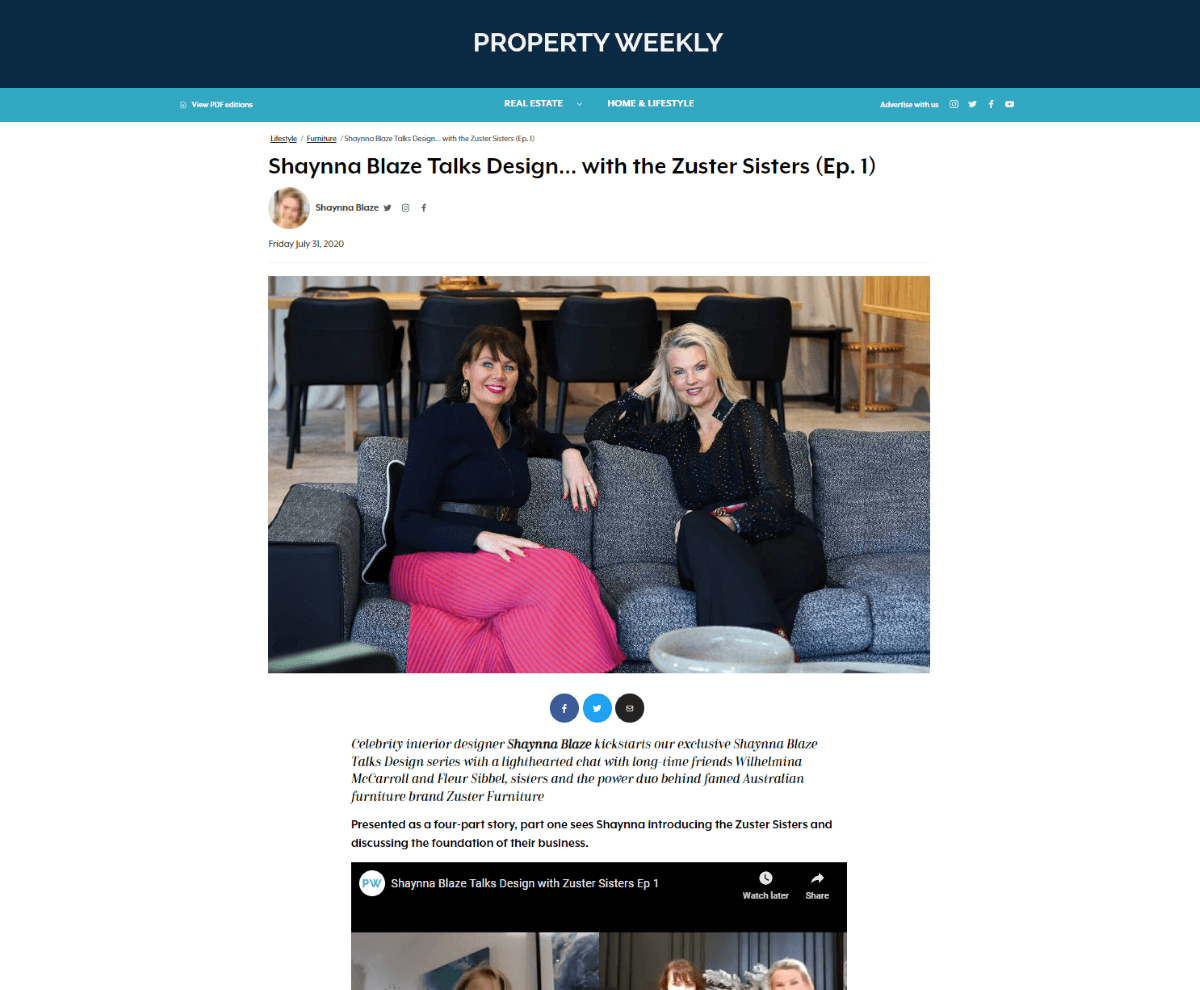 PROPERTY WEEKLY
View PDF editions
REAL ESTATE
HOME & LIFESTYLE
Advertise with us
Lifestyle / Furniture / Shaynna Blaze Talks Design... with the Zuster Sisters (Ep. 1)
Shaynna Blaze Talks Design... with the Zuster Sisters (Ep. 1)
Shaynna Blaze
Friday July 31, 2020
Celebrity interior designer Shaynna Blaze kickstarts our exclusive Shaynna Blaze
Talks Design series with a lighthearted chat with long-time friends Wilhelmina
McCarroll and Fleur Sibbel, sisters and the power duo behind famed Australian
furniture brand Zuster Furniture
Presented as a four-part story, part one sees Shaynna introducing the Zuster Sisters and
discussing the foundation of their business.
PW
Shaynna Blaze Talks Design with Zuster Sisters Ep 1
Watch later
Share